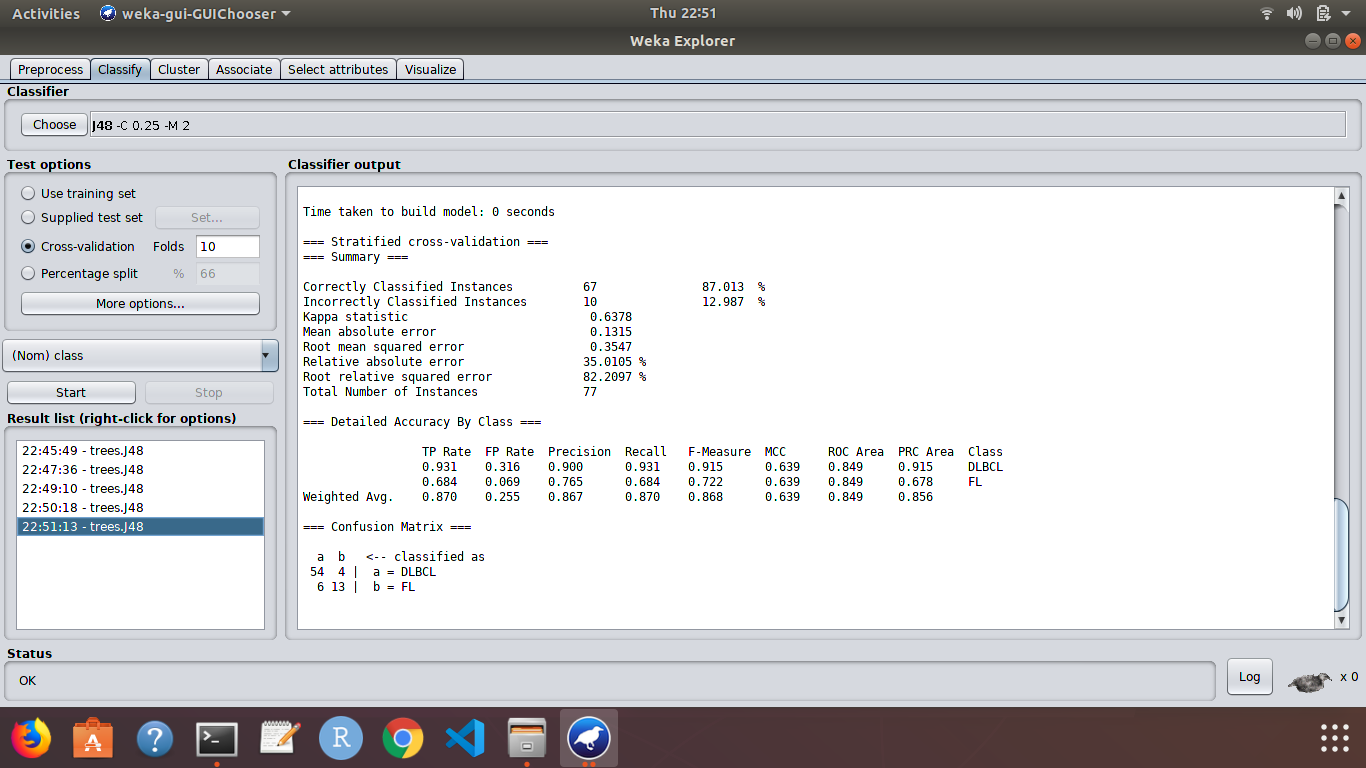 Activities weka-gui-GUIChooser Thu 22:51
Weka Explorer
Preprocess Classify Cluster Associate Select attributes Visualize
Classifier
Choose J48 -C 0.25 -M 2
Test options
Use training set
Supplied test set Set...
Cross-validation Folds 10
Percentage split % 66
More options...
(Nom) class
Start Stop
Result list (right-click for options)
22:45:49 - trees.J48
22:47:36 - trees.J48
22:49:10 - trees.J48
22:50:18 - trees.J48
22:51:13 - trees.J48
Classifier output
Time taken to build model: 0 seconds
=== Stratified cross-validation ===
=== Summary ===
Correctly Classified Instances 67 87.013 %
Incorrectly Classified Instances 10 12.987 %
Kappa statistic 0.6378
Mean absolute error 0.1315
Root mean squared error 0.3547
Relative absolute error 35.0105 %
Root relative squared error 82.2097 %
Total Number of Instances 77
=== Detailed Accuracy By Class ===
TP Rate FP Rate Precision Recall F-Measure MCC ROC Area PRC Area Class
0.931 0.316 0.900 0.931 0.915 0.639 0.849 0.915 DLBCL
0.684 0.069 0.765 0.684 0.722 0.639 0.849 0.678 FL
Weighted Avg. 0.870 0.255 0.867 0.870 0.868 0.639 0.849 0.856
=== Confusion Matrix ===
a b <-- classified as
54 4 | a = DLBCL
6 13 | b = FL
Status
OK
Log x 0
A ? >_ R